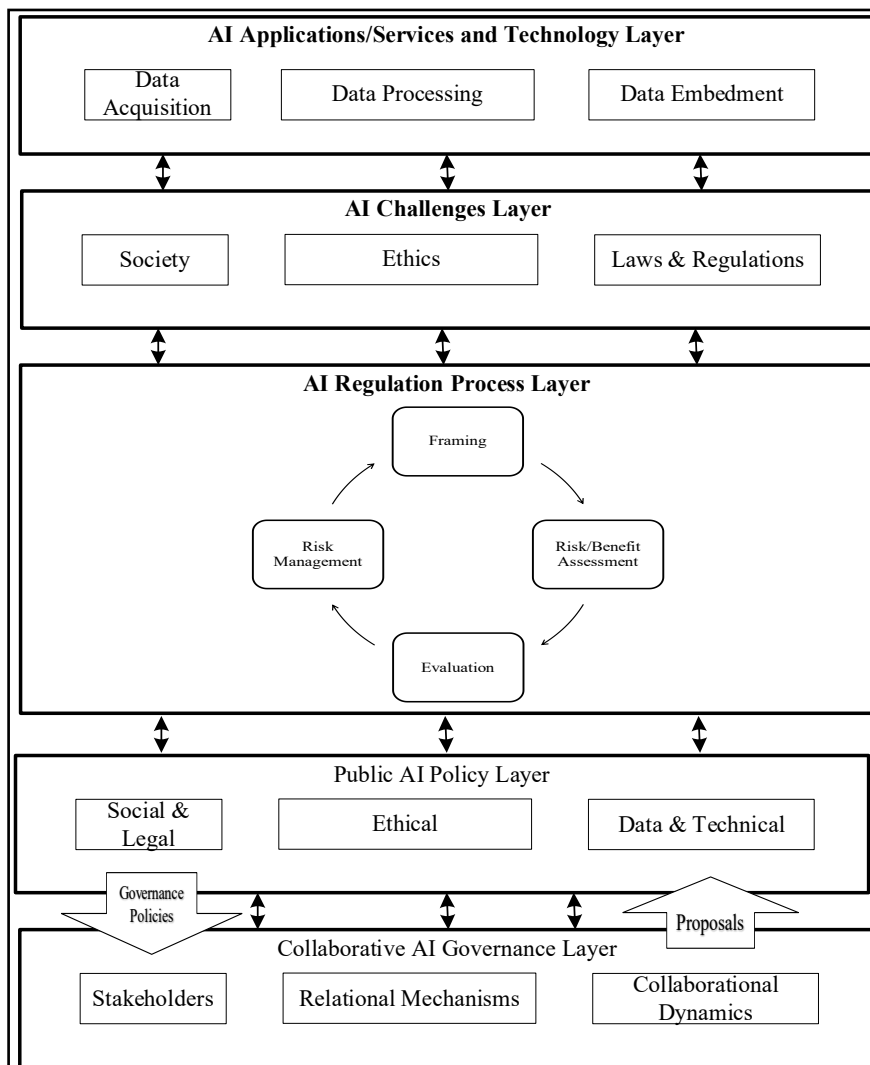 AI Applications/Services and Technology Layer
Data
Acquisition
Data Processing
Data Embedment
AI Challenges Layer
Society
Ethics
Laws & Regulations
AI Regulation Process Layer
Framing
Risk
Management
Risk/Benefit
Assessment
Evaluation
Public AI Policy Layer
Social &
Legal
Ethical
Data & Technical
Governance
Policies
Proposals
Collaborative AI Governance Layer
Stakeholders
Relational Mechanisms
Collaborational
Dynamics